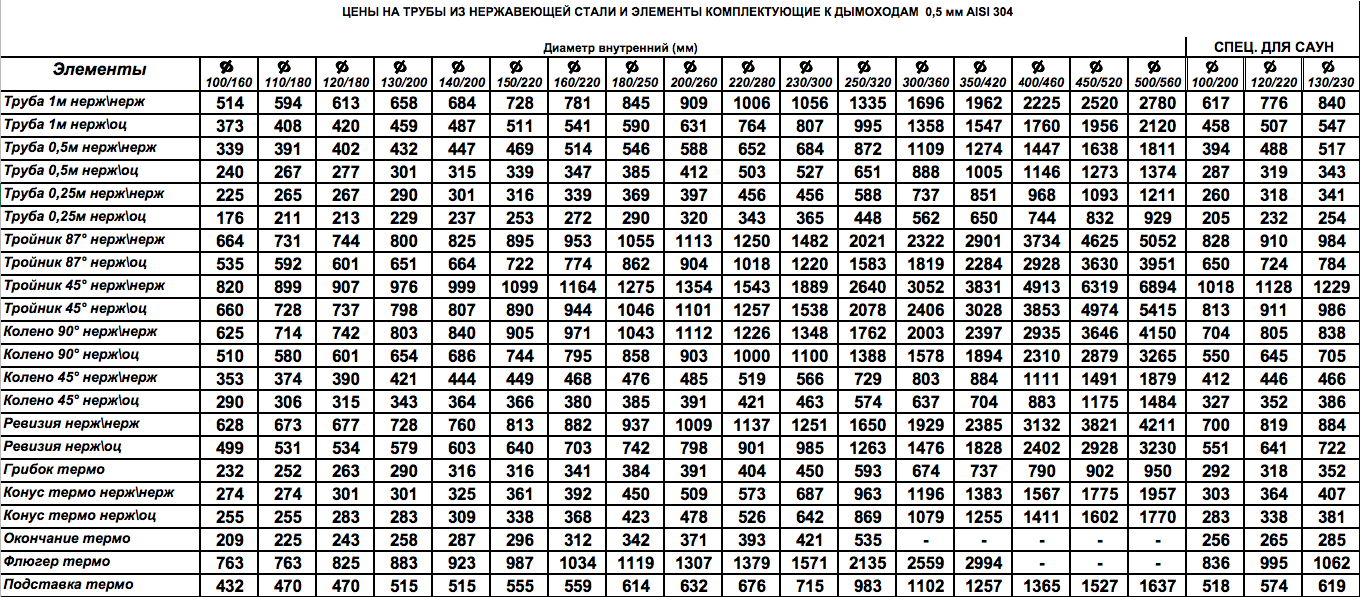 ЦЕНЫ НА ТРУБЫ ИЗ НЕРЖАВЕЮЩЕЙ СТАЛИ И ЭЛЕМЕНТЫ КОМПЛЕКТУЮЩИЕ К ДЫМОХОДАМ 0,5 мм AISI 304
Диаметр внутренний (мм) СПЕЦ. ДЛЯ САУН
Элементы ⌀ 100/160 ⌀ 110/180 ⌀ 120/180 ⌀ 130/200 ⌀ 140/200 ⌀ 150/220 ⌀ 160/220 ⌀ 180/250 ⌀ 200/260 ⌀ 220/280 ⌀ 230/300 ⌀ 250/320 ⌀ 300/360 ⌀ 350/420 ⌀ 400/460 ⌀ 450/520 ⌀ 500/560 ⌀ 100/200 ⌀ 120/220 ⌀ 130/230
Труба 1м нерж\нерж 514 594 613 658 684 728 781 845 909 1006 1056 1335 1696 1962 2225 2520 2780 617 776 840
Труба 1м нерж\оц 373 408 420 459 487 511 541 590 631 764 807 995 1358 1547 1760 1956 2120 458 507 547
Труба 0,5м нерж\нерж 339 391 402 432 447 469 514 546 588 652 684 872 1109 1274 1447 1638 1811 394 488 517
Труба 0,5м нерж\оц 240 267 277 301 315 339 347 385 412 503 527 651 888 1005 1146 1273 1374 287 319 343
Труба 0,25м нерж\нерж 225 265 267 290 301 316 339 369 397 456 456 588 737 851 968 1093 1211 260 318 341
Труба 0,25м нерж\оц 176 211 213 229 237 253 272 290 320 343 365 448 562 650 744 832 929 205 232 254
Тройник 87° нерж\нерж 664 731 744 800 825 895 953 1055 1113 1250 1482 2021 2322 2901 3734 4625 5052 828 910 984
Тройник 87° нерж\оц 535 592 601 651 664 722 774 862 904 1018 1220 1583 1819 2284 2928 3630 3951 650 724 784
Тройник 45° нерж\нерж 820 899 907 976 999 1099 1164 1275 1354 1543 1889 2640 3052 3831 4913 6319 6894 1018 1128 1229
Тройник 45° нерж\оц 660 728 737 798 807 890 944 1046 1101 1257 1538 2078 2406 3028 3853 4974 5415 813 911 986
Колено 90° нерж\нерж 625 714 742 803 840 905 971 1043 1112 1226 1348 1762 2003 2397 2935 3646 4150 704 805 838
Колено 90° нерж\оц 510 580 601 654 686 744 795 858 903 1000 1100 1388 1578 1894 2310 2879 3265 550 645 705
Колено 45° нерж\нерж 353 374 390 421 444 449 468 476 485 519 566 729 803 884 1111 1491 1879 412 446 466
Колено 45° нерж\оц 290 306 315 343 364 366 380 385 391 421 463 574 637 704 883 1175 1484 327 352 386
Ревизия нерж\нерж 628 673 677 728 760 813 882 937 1009 1137 1251 1650 1929 2385 3132 3821 4211 700 819 884
Ревизия нерж\оц 499 531 534 579 603 640 703 742 798 901 985 1263 1476 1828 2402 2928 3230 551 641 722
Грибок термо 232 252 263 290 316 316 341 384 391 404 450 593 674 737 790 902 950 292 318 352
Конус термо нерж\нерж 274 274 301 301 325 361 392 450 509 573 687 963 1196 1383 1567 1775 1957 303 364 407
Конус термо нерж\оц 255 255 283 283 309 338 368 423 478 526 642 869 1079 1255 1411 1602 1770 283 338 381
Окончание термо 209 225 243 258 287 296 312 342 371 393 421 535 - - - - - 256 265 285
Флюгер термо 763 763 825 883 923 987 1034 1119 1307 1379 1571 2135 2559 2994 - - - 836 995 1062
Подставка термо 432 470 470 515 515 555 559 614 632 676 715 983 1102 1257 1365 1527 1637 518 574 619